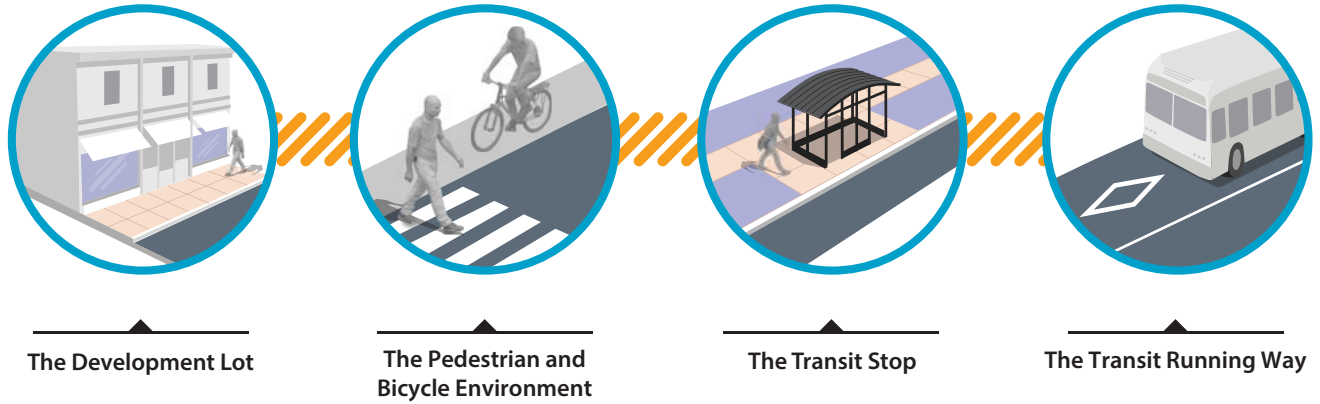 The Development Lot
The Pedestrian and
Bicycle Environment
The Transit Stop
The Transit Running Way